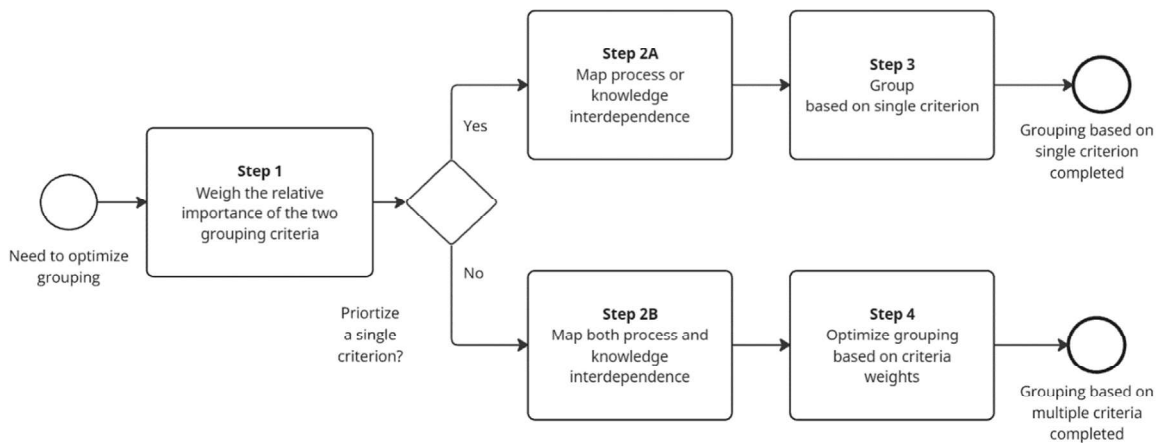 Need to optimize
grouping
Step 1
Weigh the relative
importance of the two
grouping criteria
Priortize
a single
criterion?
Yes
Step 2A
Map process or
knowledge
interdependence
Step 3
Group
based on single criterion
Grouping based on
single criterion
completed
No
Step 2B
Map both process and
knowledge
interdependence
Step 4
Optimize grouping
based on criteria
weights
Grouping based on
multiple criteria
completed